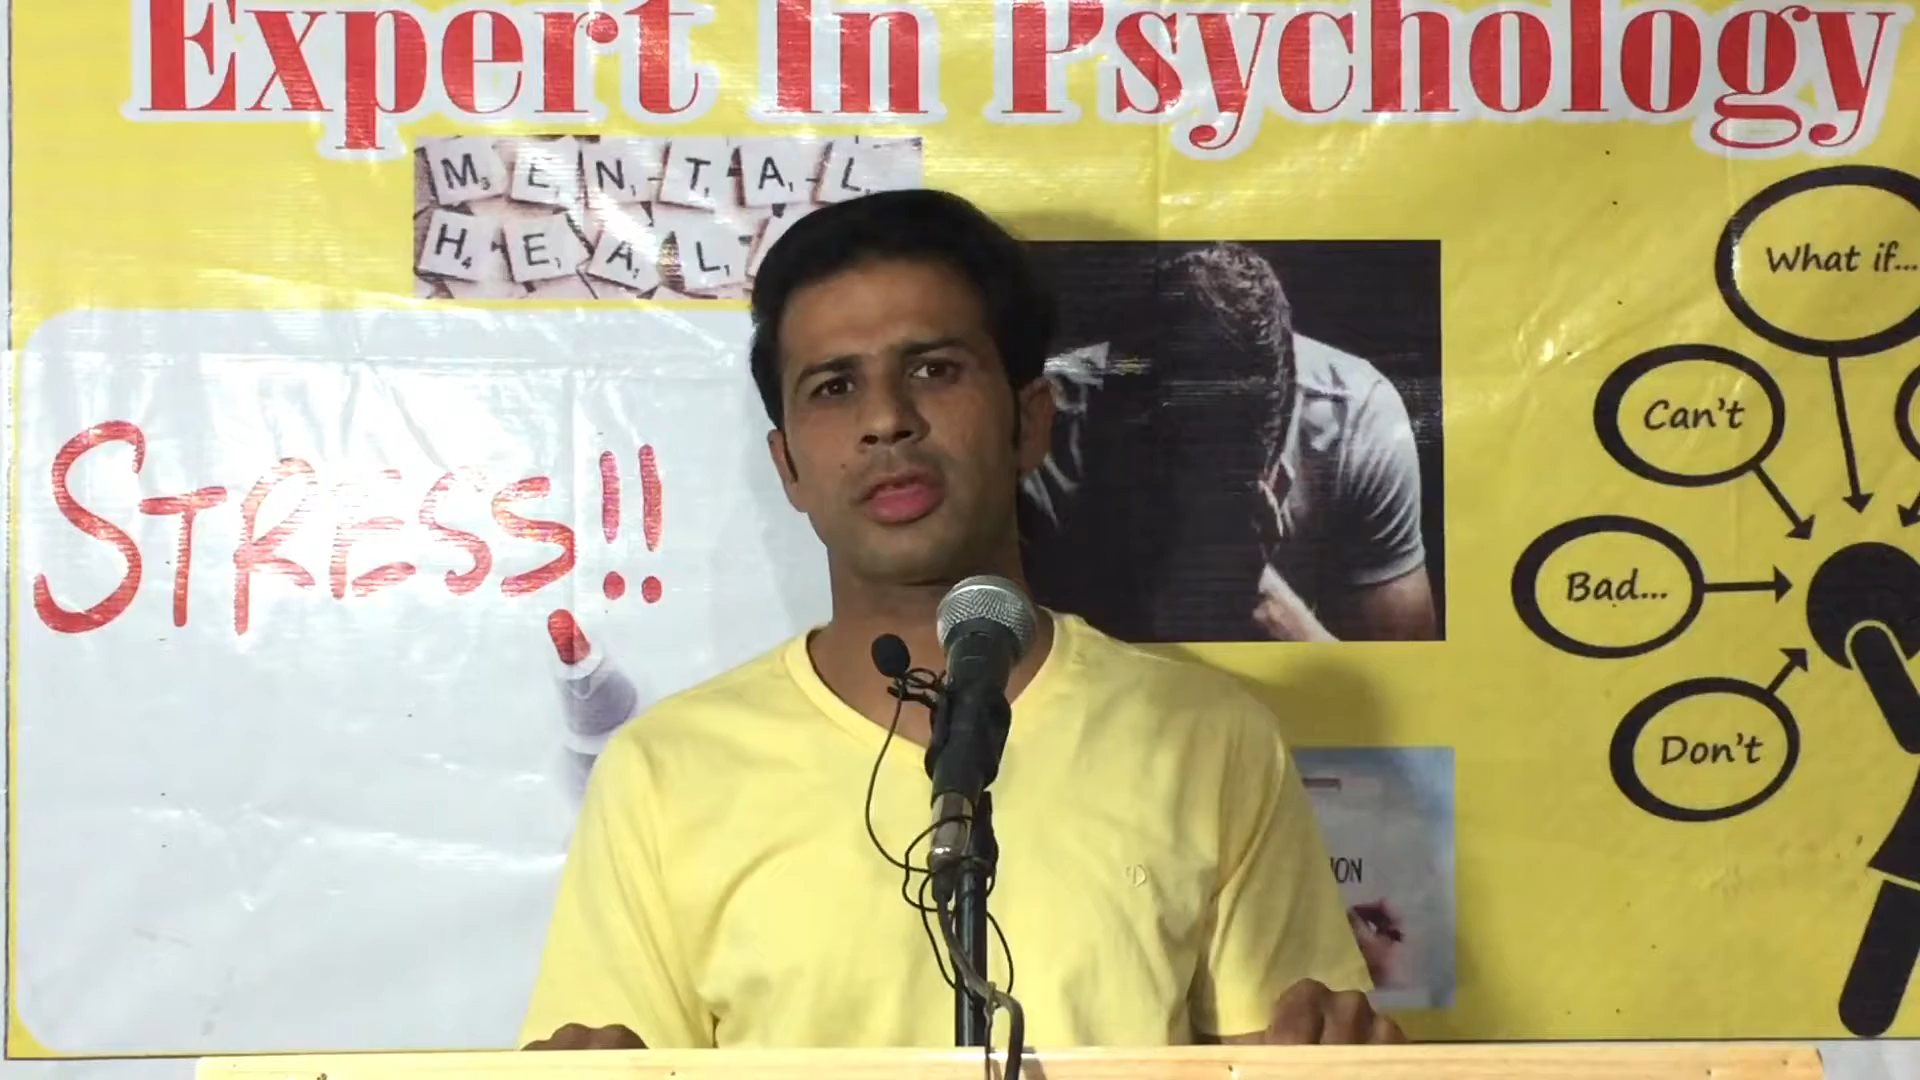 Expert In Psychology
MENTAL
HEAL
STRESS!!
What if...
Can't
Bad...
Don't